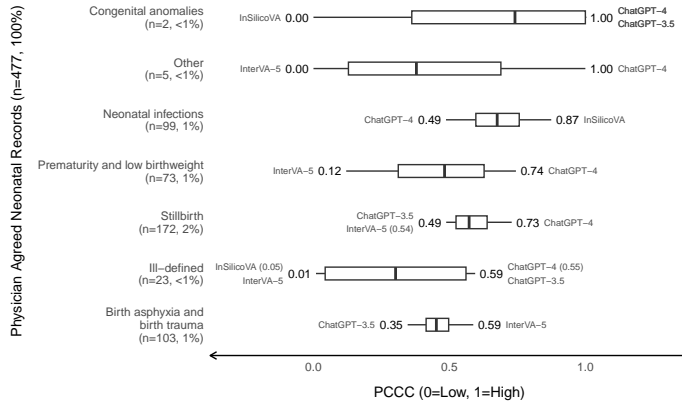 Physician Agreed Neonatal Records (n=477, 100%)
Congenital anomalies
(n=2, <1%)
InSilicoVA 0.00
1.00 ChatGPT−4
ChatGPT−3.5
Other
(n=5, <1%)
InterVA−5 0.00
1.00 ChatGPT−4
Neonatal infections
(n=99, 1%)
ChatGPT−4 0.49
0.87 InSilicoVA
Prematurity and low birthweight
(n=73, 1%)
InterVA−5 0.12
0.74 ChatGPT−4
Stillbirth
(n=172, 2%)
ChatGPT−3.5
InterVA−5 (0.54)
0.49
0.73 ChatGPT−4
Ill−defined
(n=23, <1%)
InSilicoVA (0.05)
InterVA−5
0.01
0.59
ChatGPT−4 (0.55)
ChatGPT−3.5
Birth asphyxia and
birth trauma
(n=103, 1%)
ChatGPT−3.5 0.35
0.59 InterVA−5
0.0 0.5 1.0
PCCC (0=Low, 1=High)